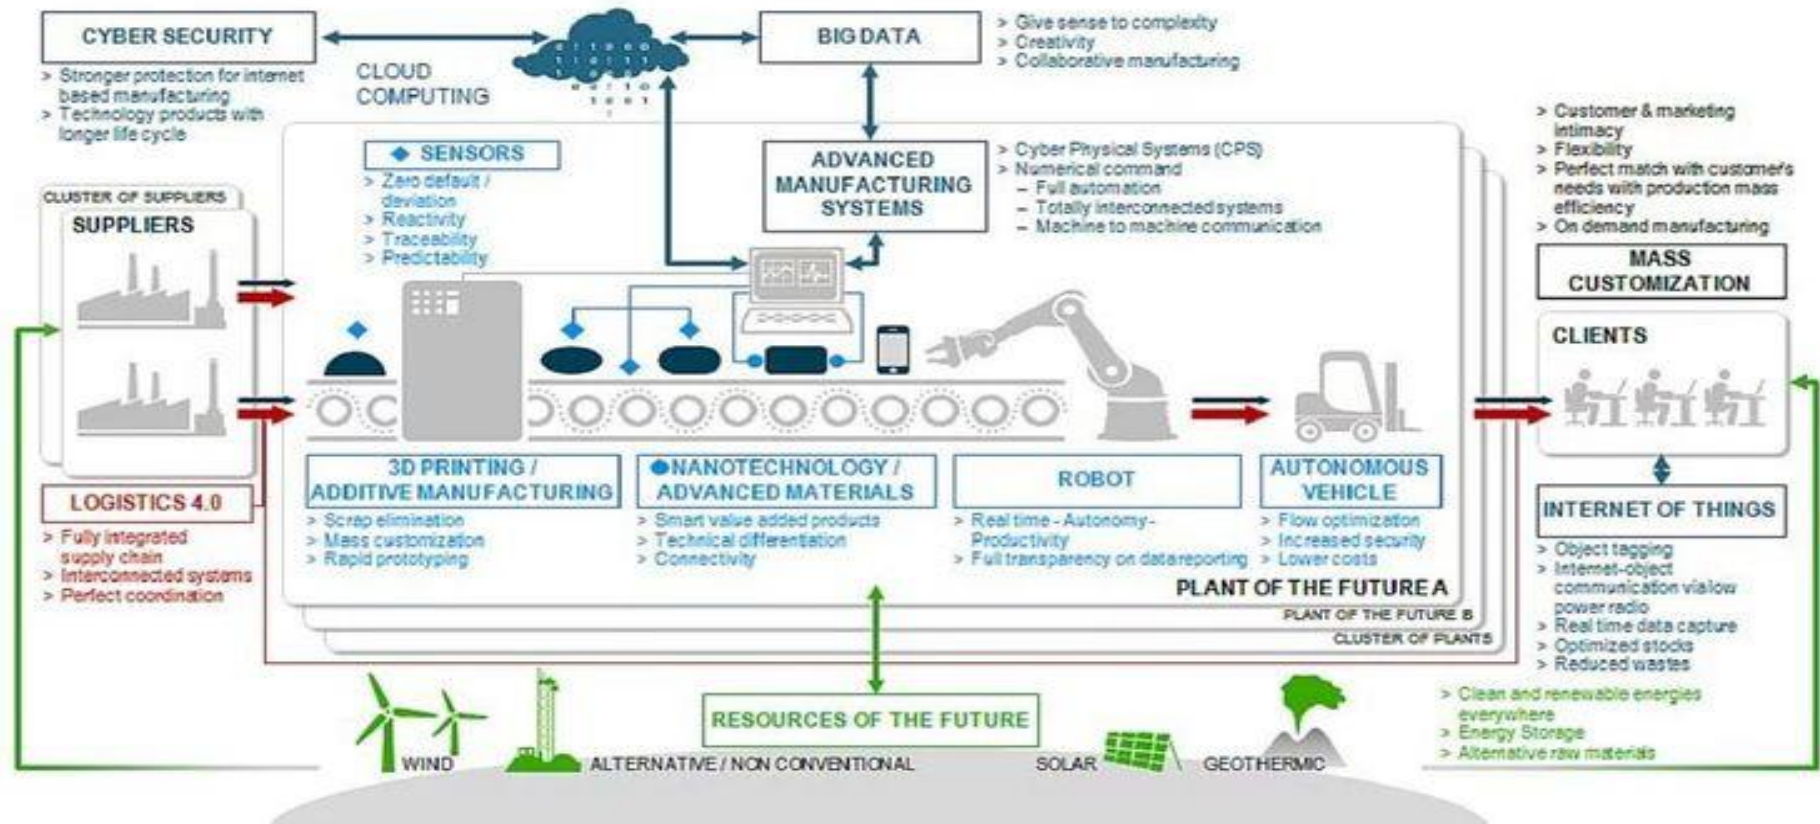 CYBER SECURITY
> Stronger protection for internet
based manufacturing
> Technology products with
longer life cycle
CLOUD
COMPUTING
BIG DATA
> Give sense to complexity
> Creativity
> Collaborative manufacturing
CLUSTER OF SUPPLIERS
SUPPLIERS
SENSORS
> Zero default /
deviation
> Reactivity
> Traceability
> Predictability
ADVANCED
MANUFACTURING
SYSTEMS
> Cyber Physical Systems (CPS)
> Numerical command
– Full automation
– Totally interconnected systems
– Machine to machine communication
> Customer & marketing
intimacy
> Flexibility
> Perfect match with customer's
needs with production mass
efficiency
> On demand manufacturing
MASS
CUSTOMIZATION
CLIENTS
LOGISTICS 4.0
> Fully integrated
supply chain
> Interconnected systems
> Perfect coordination
3D PRINTING /
ADDITIVE MANUFACTURING
> Scrap elimination
> Mass customization
> Rapid prototyping
NANOTECHNOLOGY /
ADVANCED MATERIALS
> Smart value added products
> Technical differentiation
> Connectivity
ROBOT
> Real time - Autonomy -
Productivity
> Full transparency on data reporting
AUTONOMOUS
VEHICLE
> Flow optimization
> Increased security
> Lower costs
PLANT OF THE FUTURE A
PLANT OF THE FUTURE B
CLUSTER OF PLANTS
INTERNET OF THINGS
> Object tagging
> Internet-object
communication via low
power radio
> Real time data capture
> Optimized stocks
> Reduced wastes
RESOURCES OF THE FUTURE
> Clean and renewable energies
everywhere
> Energy Storage
> Alternative raw materials
WIND
ALTERNATIVE / NON CONVENTIONAL
SOLAR
GEOTHERMIC